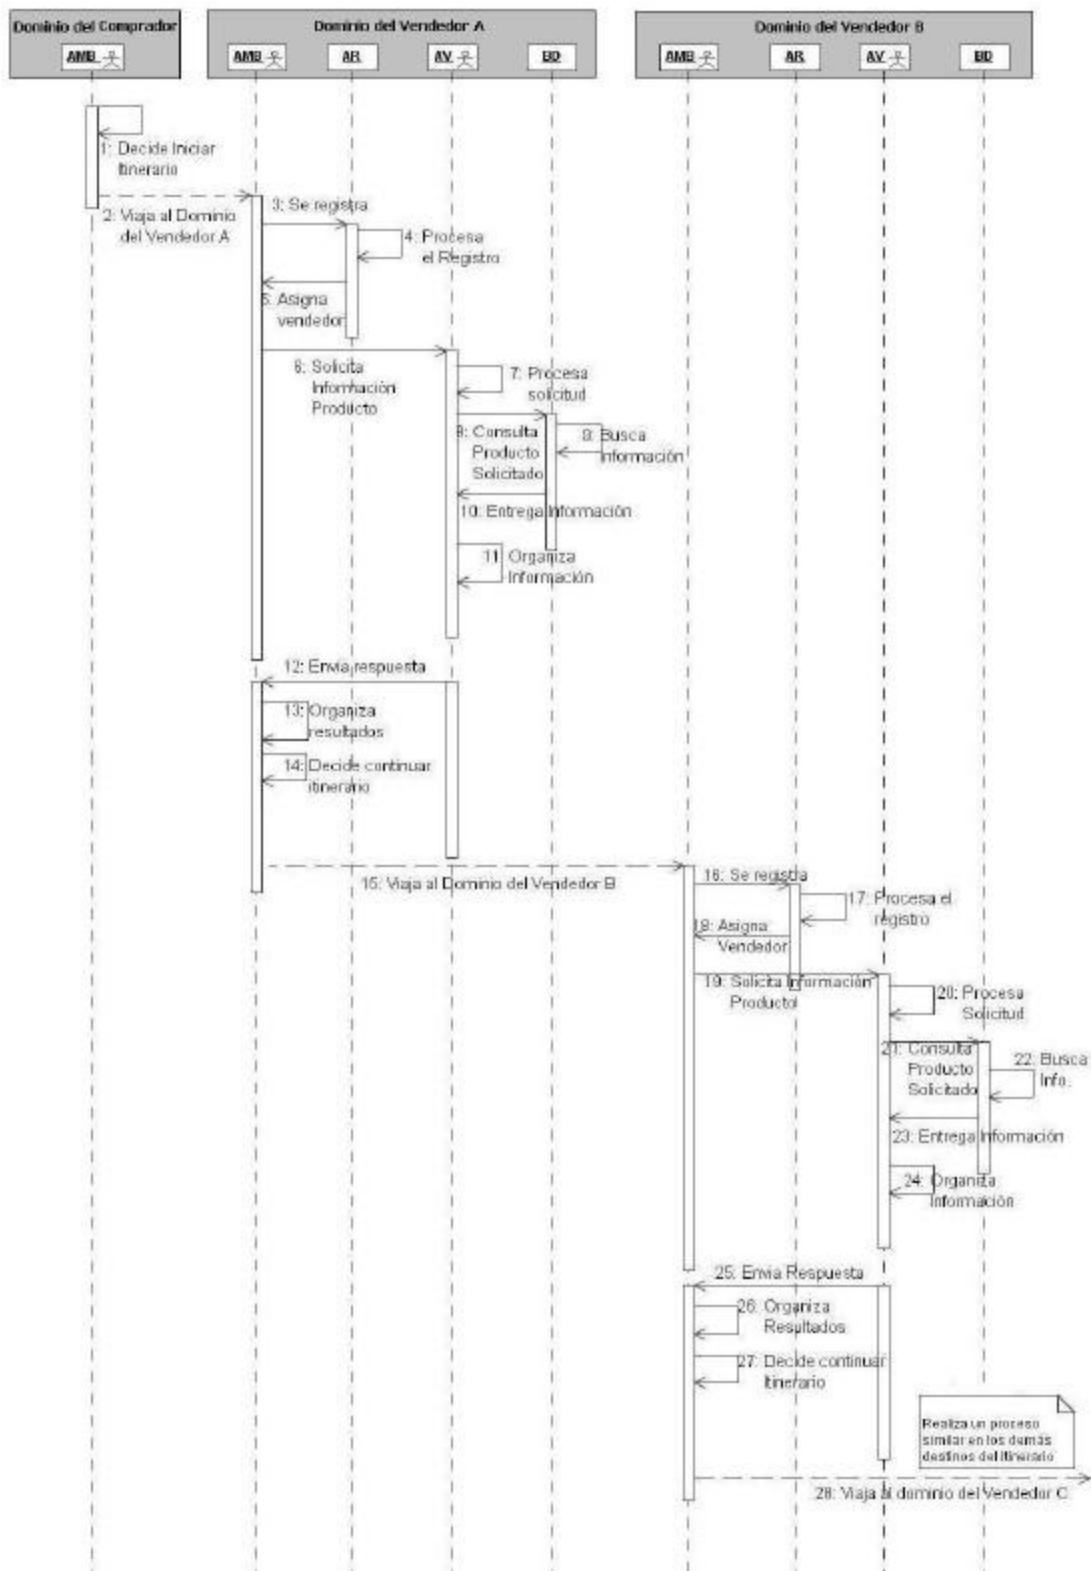 Dominio del Comprador
AMB
Dominio del Vendedor A
AMB AR AV BD
Dominio del Vendedor B
AMB AR AV BD
1: Decide Iniciar
Itinerario
2: Viaja al Dominio
del Vendedor A
3: Se registra
4: Procesa
el Registro
5: Asigna
vendedor
6: Solicita
Información
Producto
7: Procesa
solicitud
8: Consulta
Producto
Solicitado
9: Busca
Información
10: Entrega Información
11: Organiza
Información
12: Envia respuesta
13: Organiza
resultados
14: Decide continuar
itinerario
15: Viaja al Dominio del Vendedor B
16: Se registra
17: Procesa el
registro
18: Asigna
Vendedor
19: Solicita Información
Producto
20: Procesa
Solicitud
21: Consulta
Producto
Solicitado
22: Busca
Info.
23: Entrega Información
24: Organiza
Información
25: Envia Respuesta
26: Organiza
Resultados
27: Decide continuar
Itinerario
Realiza un proceso
similar en los demás
destinos del Itinerario
28: Viaja al dominio del Vendedor C